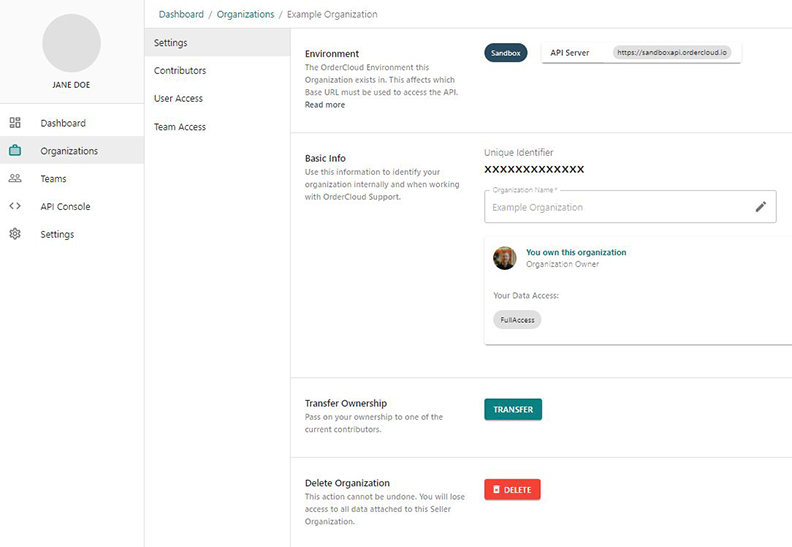 Dashboard / Organizations / Example Organization
JANE DOE
Dashboard
Organizations
Teams
API Console
Settings
Settings
Contributors
User Access
Team Access
Environment
The OrderCloud Environment this
Organization exists in. This affects which
Base URL must be used to access the API.
Read more
Sandbox
API Server
https://sandboxapi.ordercloud.io
Basic Info
Use this information to identify your
organization internally and when working
with OrderCloud Support.
Unique Identifier
XXXXXXXXXXXXX
Organization Name *
Example Organization
You own this organization
Organization Owner
Your Data Access:
FullAccess
Transfer Ownership
Pass on your ownership to one of the
current contributors.
TRANSFER
Delete Organization
This action cannot be undone. You will lose
access to all data attached to this Seller
Organization.
DELETE